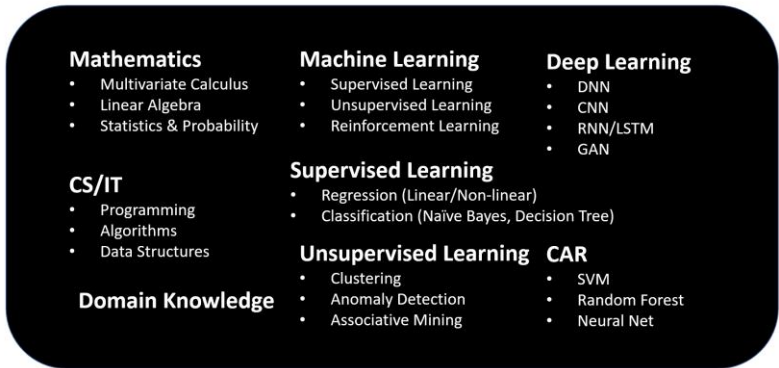 Mathematics
• Multivariate Calculus
• Linear Algebra
• Statistics & Probability
CS/IT
• Programming
• Algorithms
• Data Structures
Domain Knowledge
Machine Learning
• Supervised Learning
• Unsupervised Learning
• Reinforcement Learning
Supervised Learning
• Regression (Linear/Non-linear)
• Classification (Naïve Bayes, Decision Tree)
Unsupervised Learning
• Clustering
• Anomaly Detection
• Associative Mining
Deep Learning
• DNN
• CNN
• RNN/LSTM
• GAN
CAR
• SVM
• Random Forest
• Neural Net